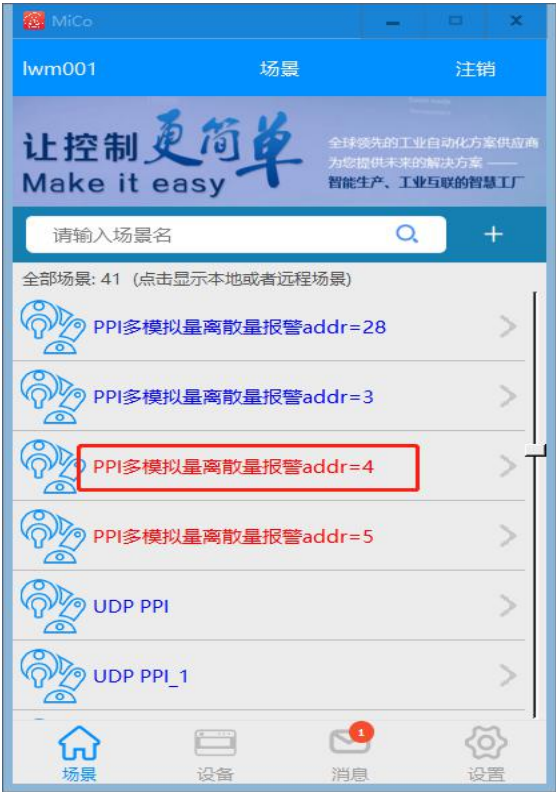 MiCo
lwm001 场景 注销
让控制更简单
Make it easy
全球领先的工业自动化方案供应商
为您提供未来的解决方案
智能生产、工业互联的智慧工厂
请输入场景名 +
全部场景: 41 (点击显示本地或者远程场景)
PPI多模拟量离散量报警addr=28
PPI多模拟量离散量报警addr=3
PPI多模拟量离散量报警addr=4
PPI多模拟量离散量报警addr=5
UDP PPI
UDP PPI_1
1
场景 设备 消息 设置